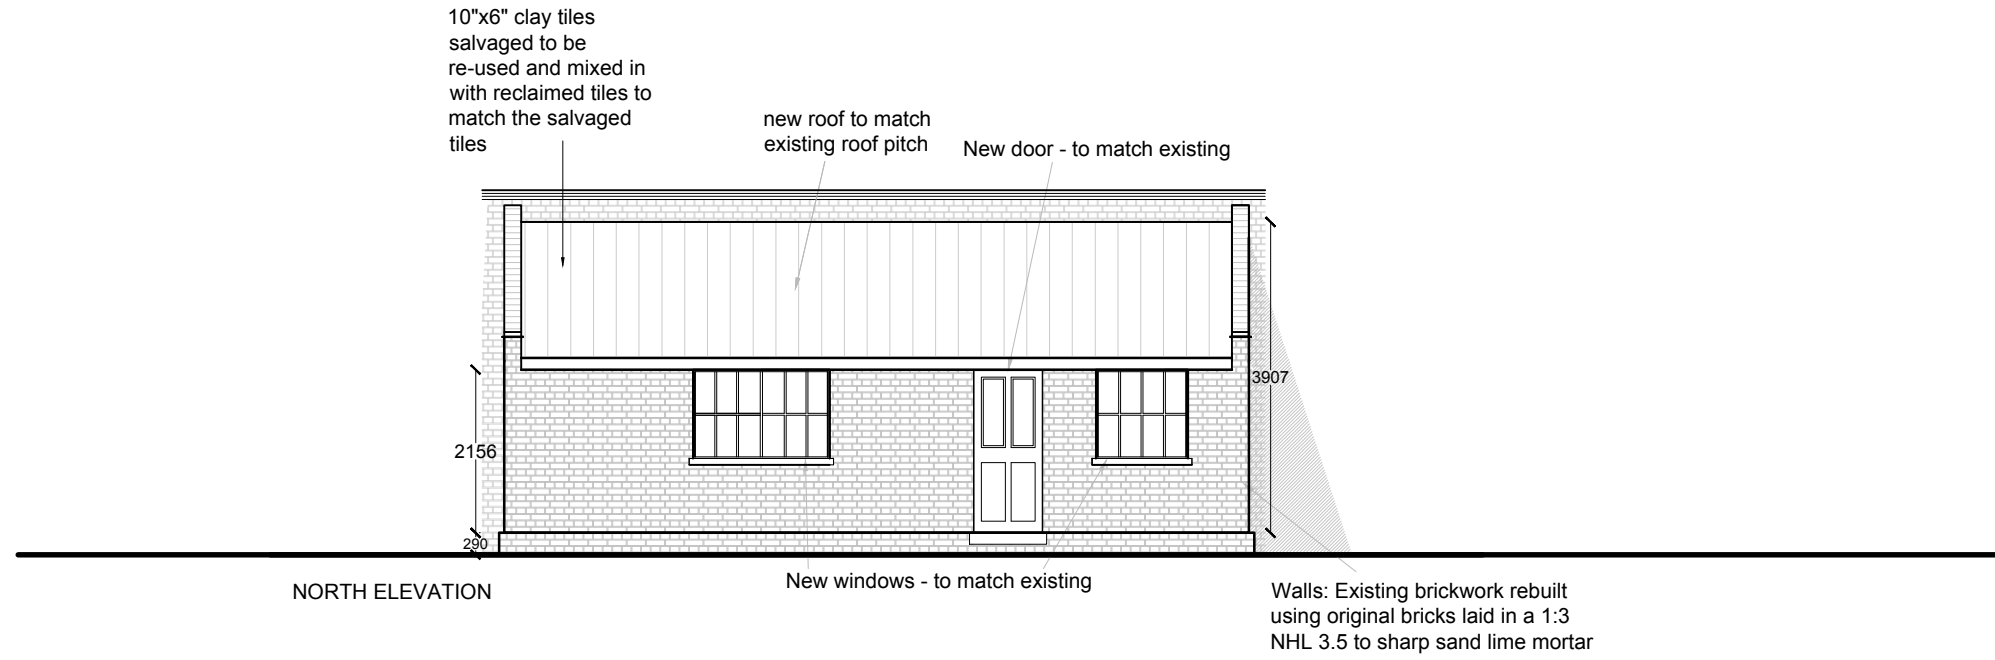 10"x6" clay tiles
salvaged to be
re-used and mixed in
with reclaimed tiles to
match the salvaged
tiles
new roof to match
existing roof pitch
New door - to match existing
3907
2156
290
NORTH ELEVATION
New windows - to match existing
Walls: Existing brickwork rebuilt
using original bricks laid in a 1:3
NHL 3.5 to sharp sand lime mortar